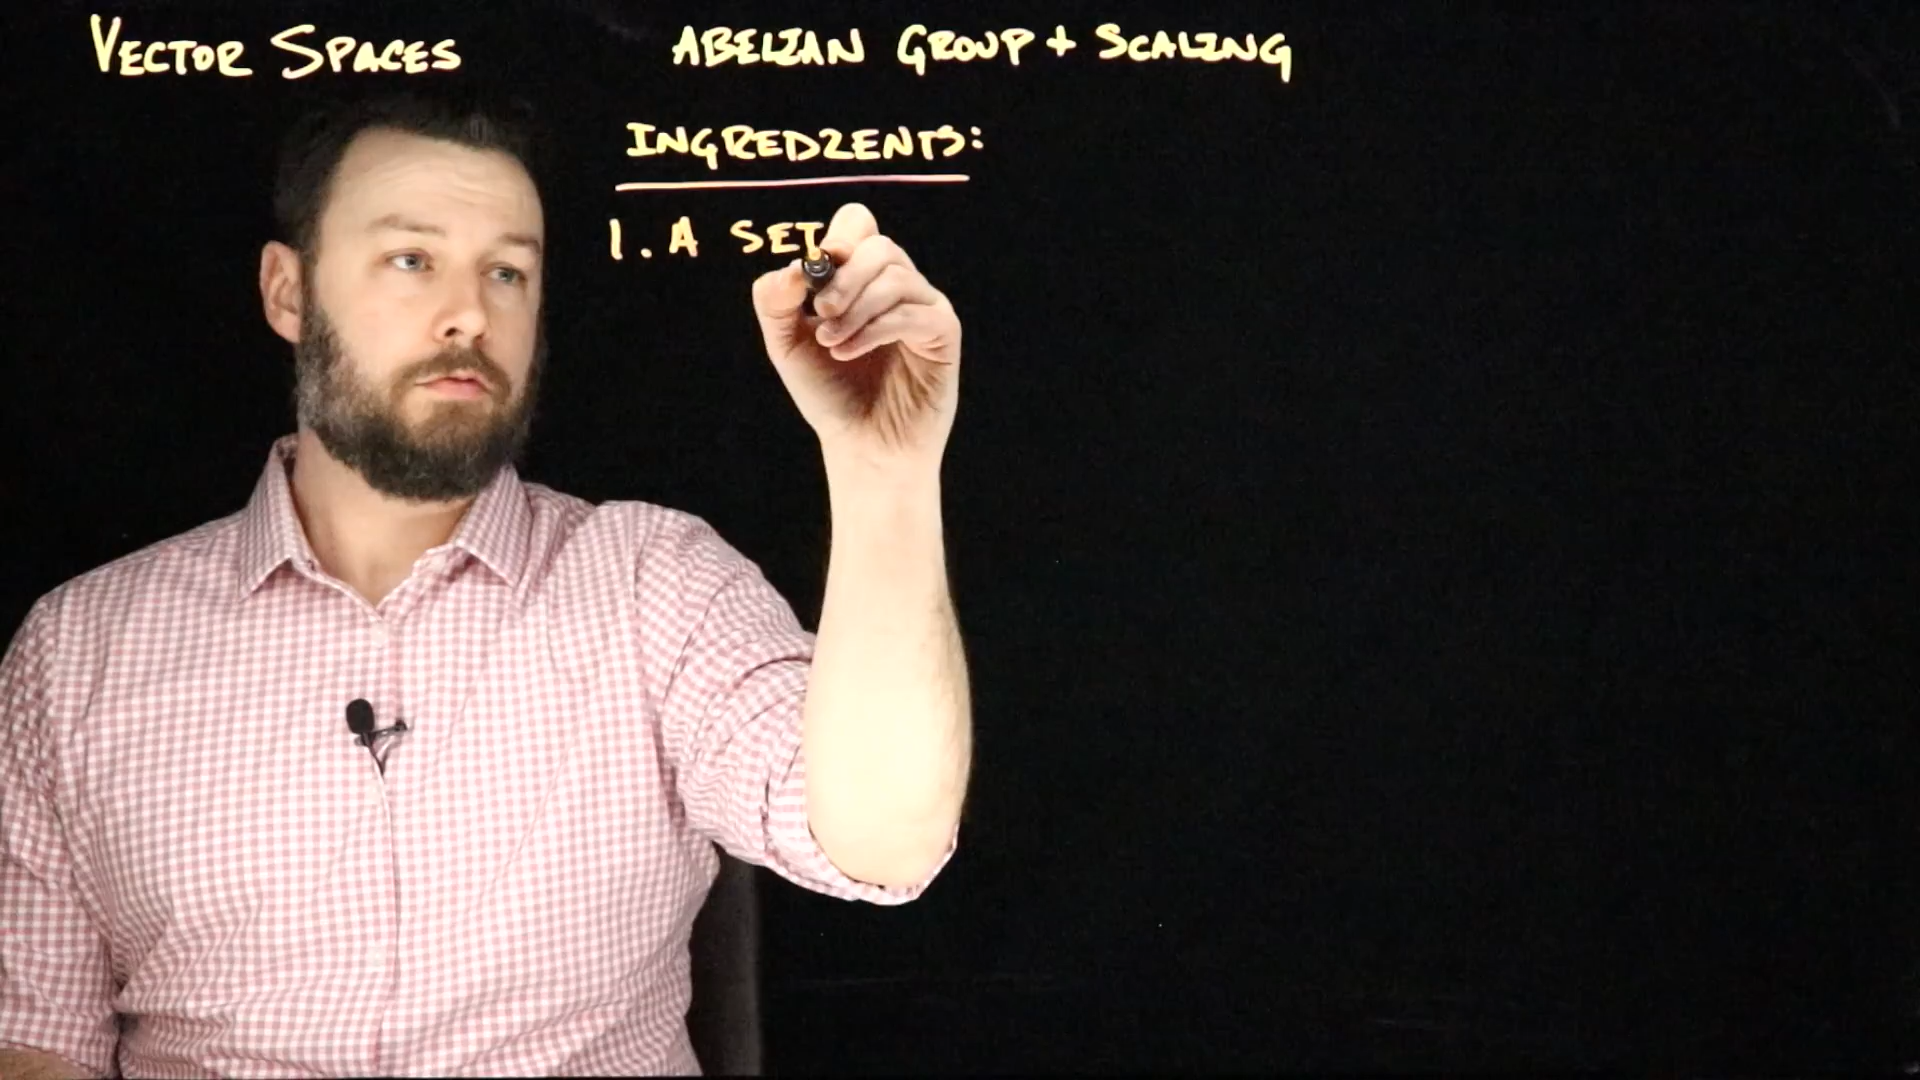 VECTOR SPACES
ABELIAN GROUP + SCALING
INGREDIENTS:
1. A SET